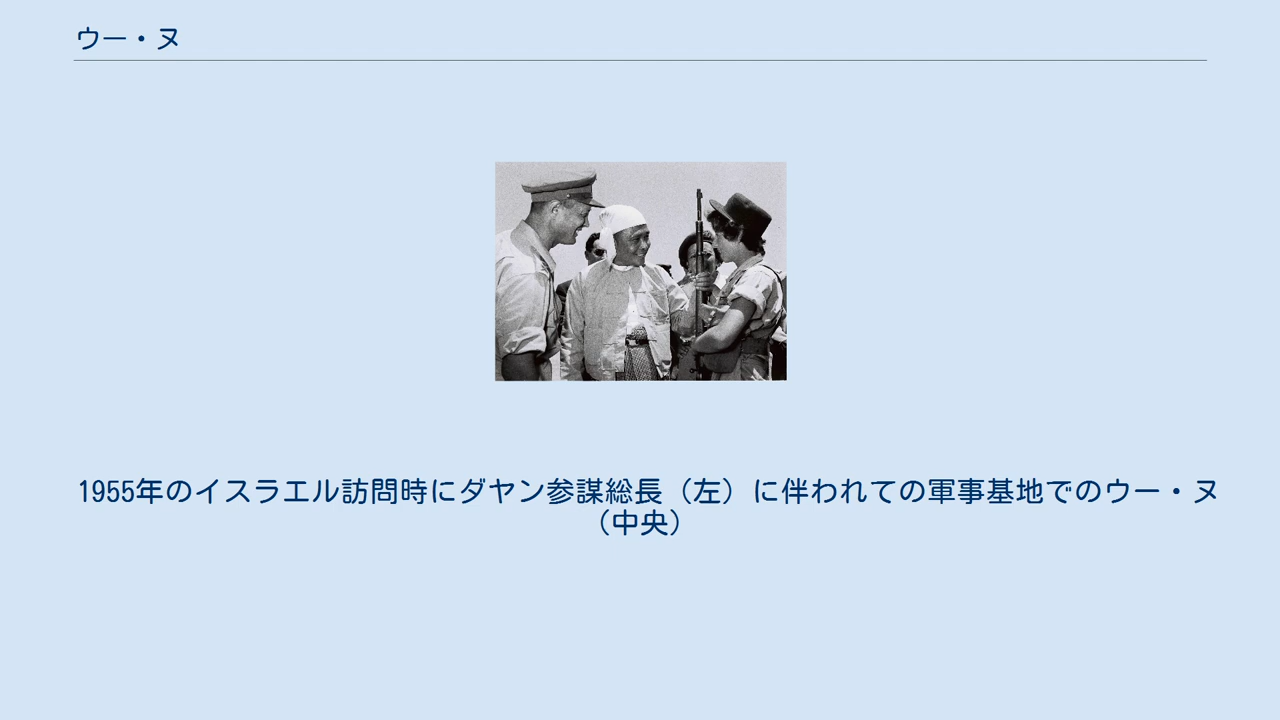 ウー・ヌ
1955年のイスラエル訪問時にダヤン参謀総長（左）に伴われての軍事基地でのウー・ヌ
（中央）